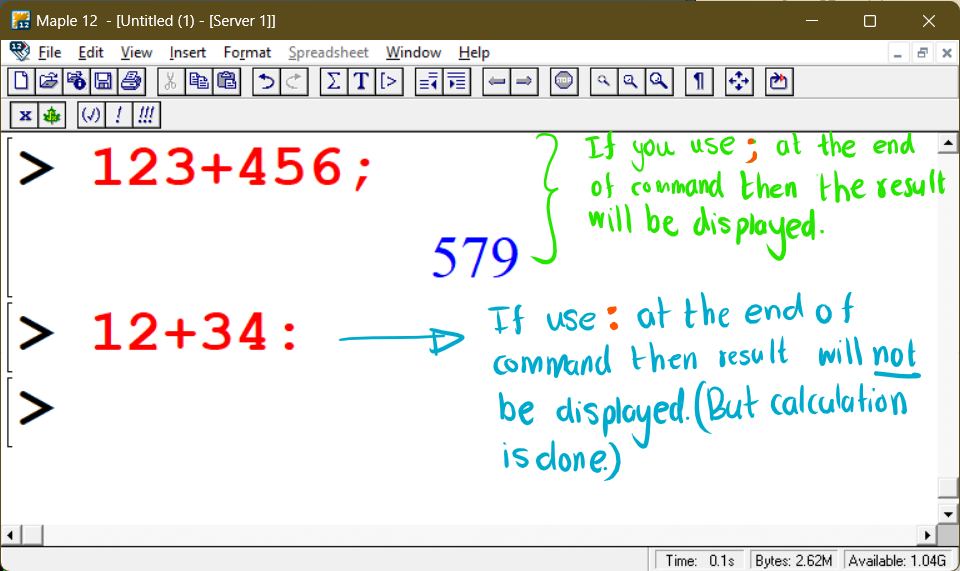 Maple 12 - [Untitled (1) - [Server 1]]
File Edit View Insert Format Spreadsheet Window Help
> 123+456;
If you use ; at the end
of command then the result
will be displayed.
579
> 12+34:
If use : at the end of
command then result will not
be displayed. (But calculation
is done.)
>
Time: 0.1s Bytes: 2.62M Available: 1.04G